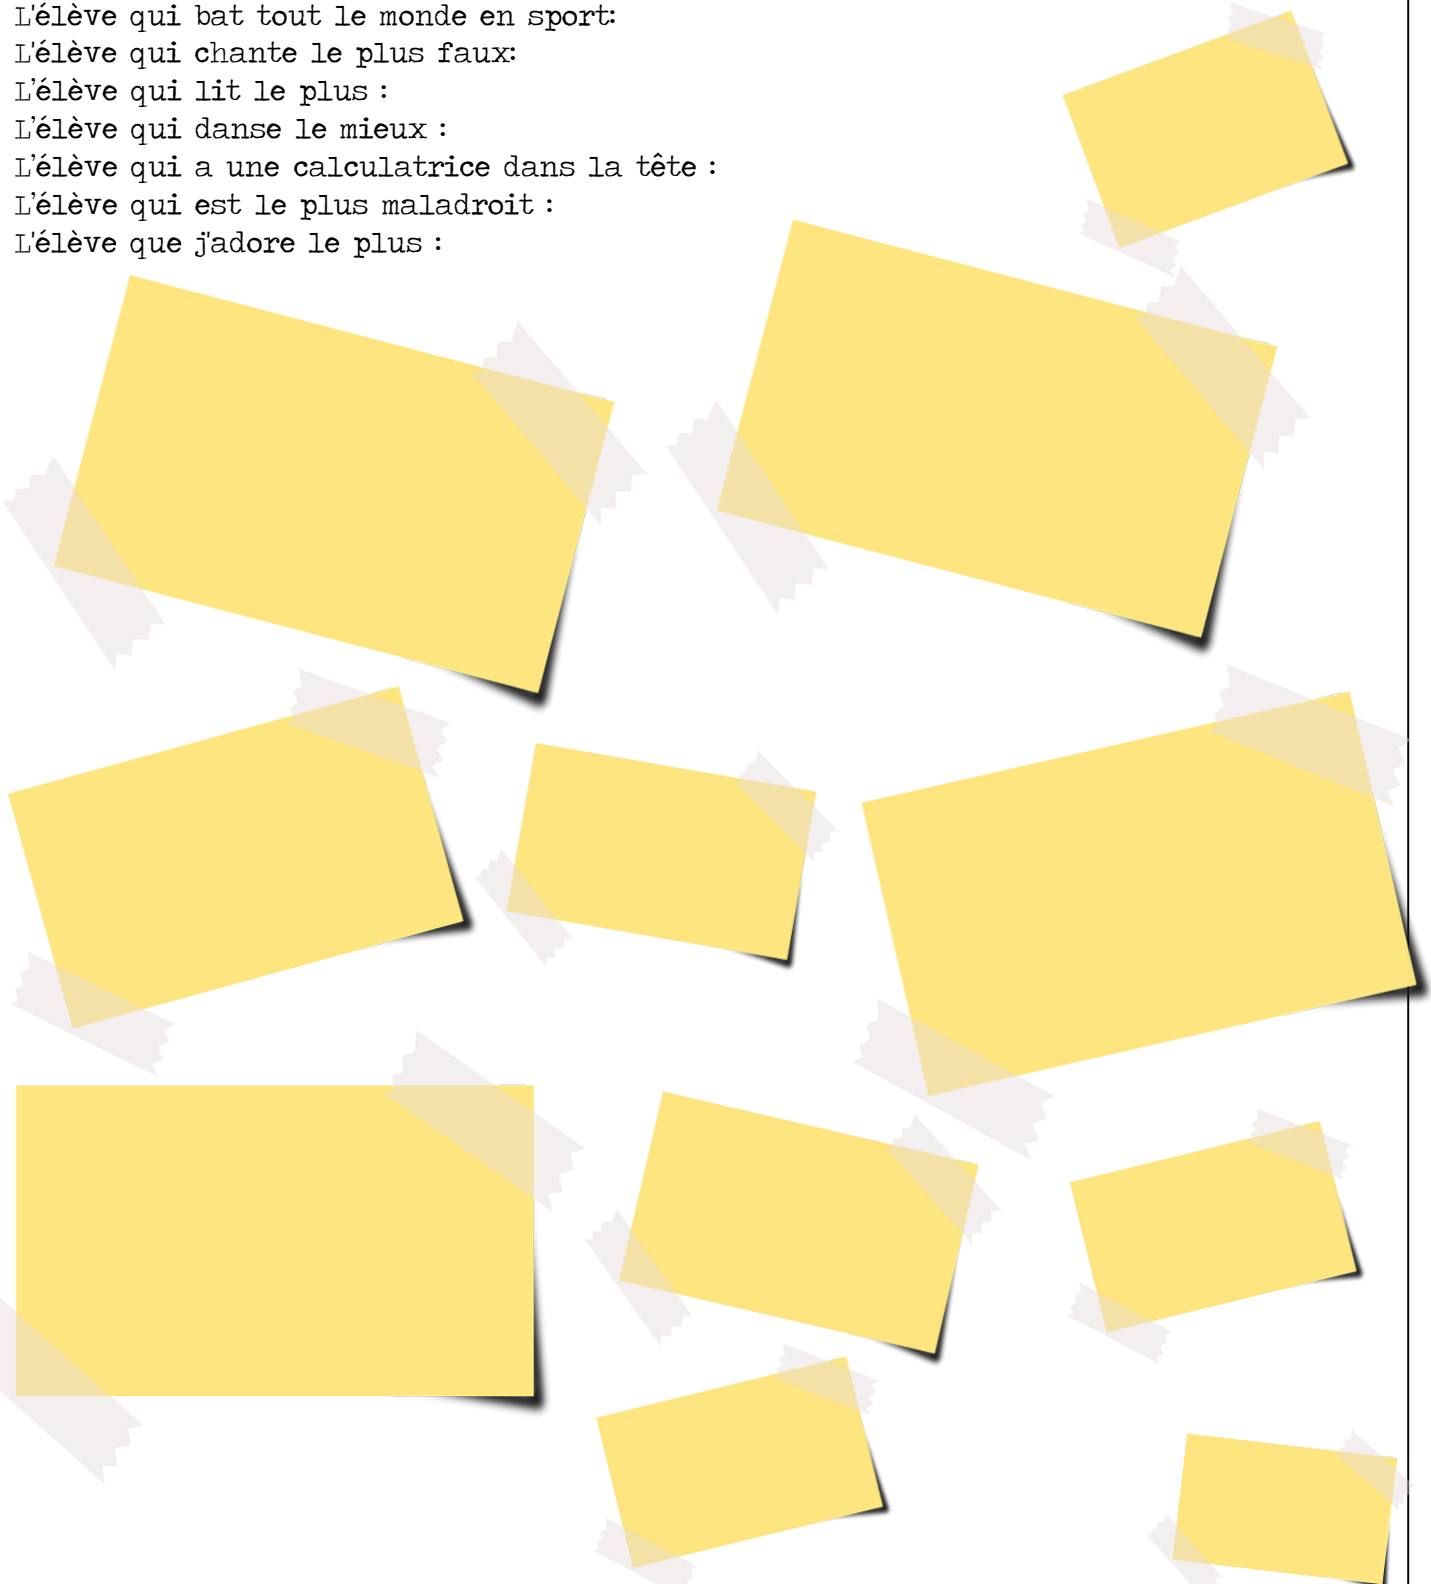 L'élève qui bat tout le monde en sport:
L'élève qui chante le plus faux:
L'élève qui lit le plus :
L'élève qui danse le mieux :
L'élève qui a une calculatrice dans la tête :
L'élève qui est le plus maladroit :
L'élève que j'adore le plus :